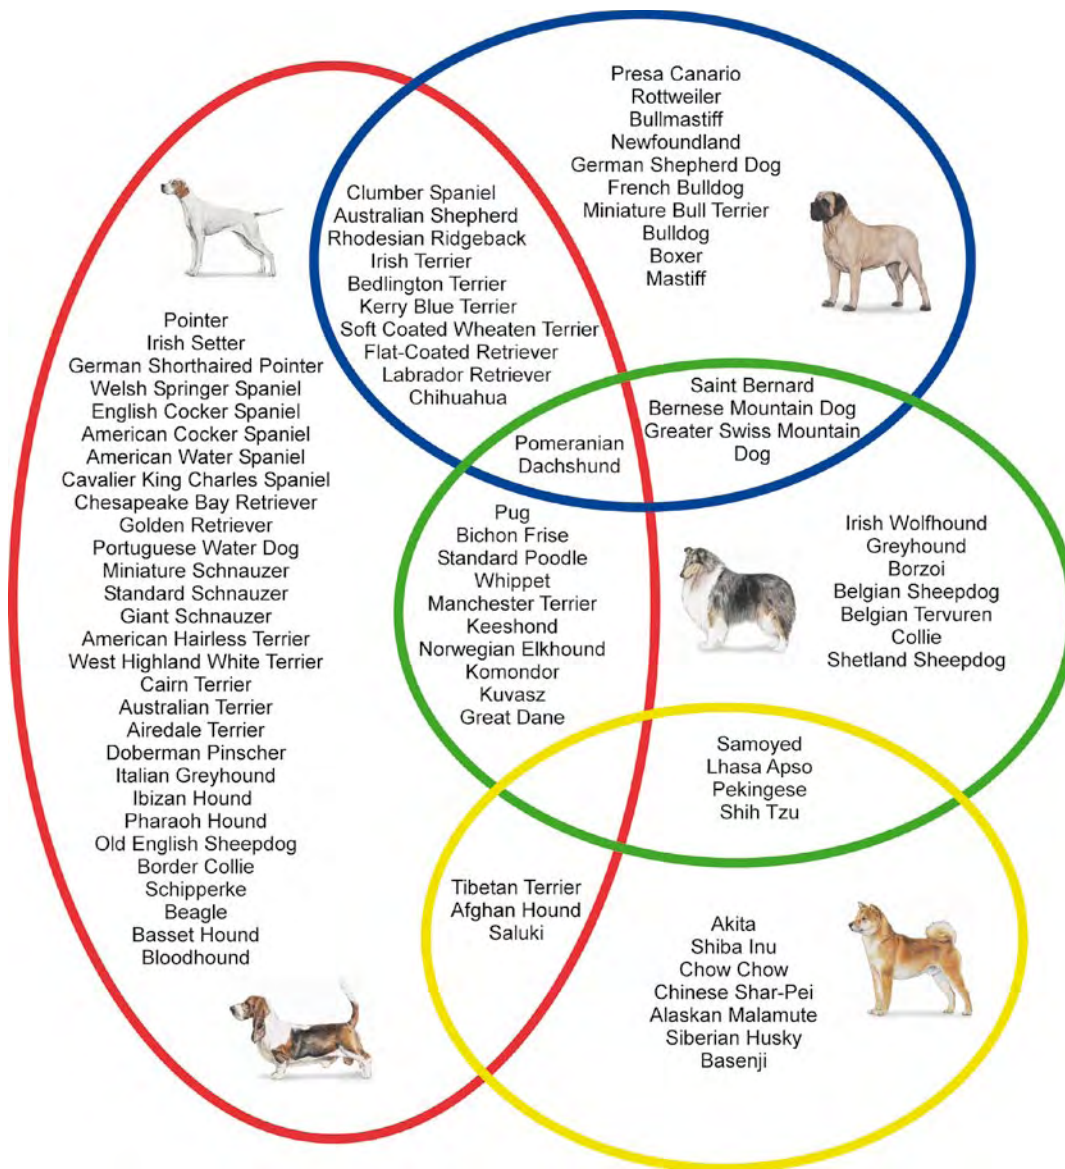 Presa Canario
Rottweiler
Bullmastiff
Newfoundland
German Shepherd Dog
French Bulldog
Miniature Bull Terrier
Bulldog
Boxer
Mastiff
Clumber Spaniel
Australian Shepherd
Rhodesian Ridgeback
Irish Terrier
Bedlington Terrier
Kerry Blue Terrier
Soft Coated Wheaten Terrier
Flat-Coated Retriever
Labrador Retriever
Chihuahua
Pointer
Irish Setter
German Shorthaired Pointer
Welsh Springer Spaniel
English Cocker Spaniel
American Cocker Spaniel
American Water Spaniel
Cavalier King Charles Spaniel
Chesapeake Bay Retriever
Golden Retriever
Portuguese Water Dog
Miniature Schnauzer
Standard Schnauzer
Giant Schnauzer
American Hairless Terrier
West Highland White Terrier
Cairn Terrier
Australian Terrier
Airedale Terrier
Doberman Pinscher
Italian Greyhound
Ibizan Hound
Pharaoh Hound
Old English Sheepdog
Border Collie
Schipperke
Beagle
Basset Hound
Bloodhound
Saint Bernard
Bernese Mountain Dog
Greater Swiss Mountain
Dog
Pomeranian
Dachshund
Pug
Bichon Frise
Standard Poodle
Whippet
Manchester Terrier
Keeshond
Norwegian Elkhound
Komondor
Kuvasz
Great Dane
Irish Wolfhound
Greyhound
Borzoi
Belgian Sheepdog
Belgian Tervuren
Collie
Shetland Sheepdog
Samoyed
Lhasa Apso
Pekingese
Shih Tzu
Tibetan Terrier
Afghan Hound
Saluki
Akita
Shiba Inu
Chow Chow
Chinese Shar-Pei
Alaskan Malamute
Siberian Husky
Basenji